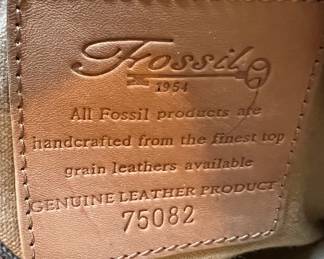 Fossil
1954
All Fossil products are
handcrafted from the finest top
grain leathers available
GENUINE LEATHER PRODUCT
75082